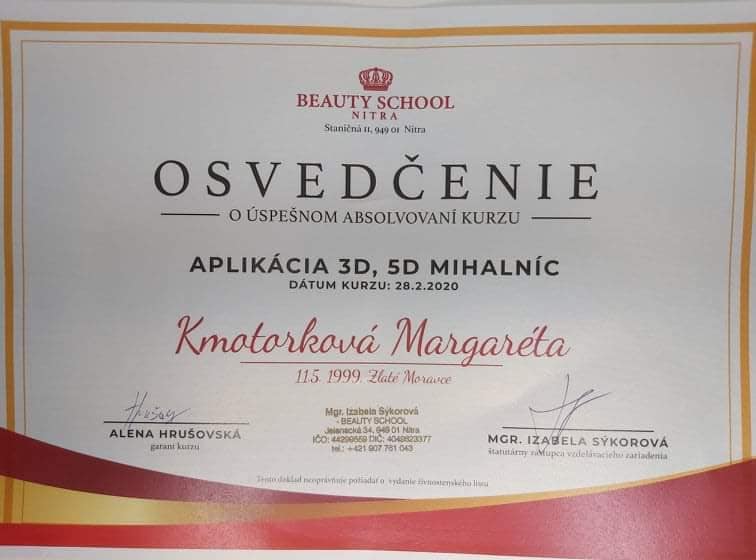 BEAUTY SCHOOL
NITRA
Staničná 11, 949 01 Nitra
OSVEDČENIE
O ÚSPEŠNOM ABSOLVOVANÍ KURZU
APLIKÁCIA 3D, 5D MIHALNÍC
DÁTUM KURZU: 28.2.2020
Kmotorková Margaréta
11.5. 1999, Zlaté Moravce
Hrušov
ALENA HRUŠOVSKÁ
garant kurzu
Mgr. Izabela Sýkorová
- BEAUTY SCHOOL
Jelenecká 34, 949 01 Nitra
IČO: 44299559 DIČ: 4049823377
tel.: +421 907 761 043
MGR. IZABELA SÝKOROVÁ
štatutárny zástupca vzdelávacieho zariadenia
Tento doklad neoprávňuje požiadať o vydanie živnostenského listu